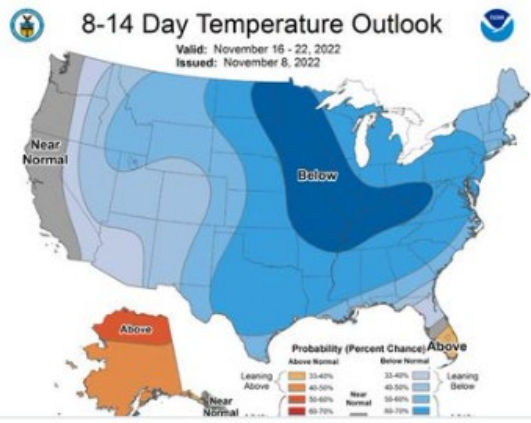 8-14 Day Temperature Outlook
Valid: November 16 - 22, 2022
Issued: November 8, 2022
Near
Normal
Below
Above
Above
Probability (Percent Chance)
Above Normal
Below Normal
Leaning
Above
33-40%
40-50%
50-60%
60-70%
Near
Normal
33-40%
40-50%
50-60%
60-70%
Leaning
Below
Near
Normal